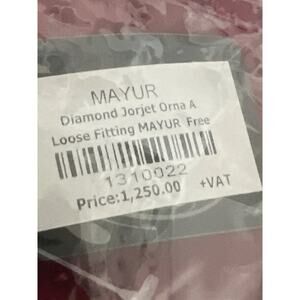 MAYUR
Diamond Jorjet Orna A
Loose Fitting MAYUR Free
1310022
Price:1,250.00 +VAT